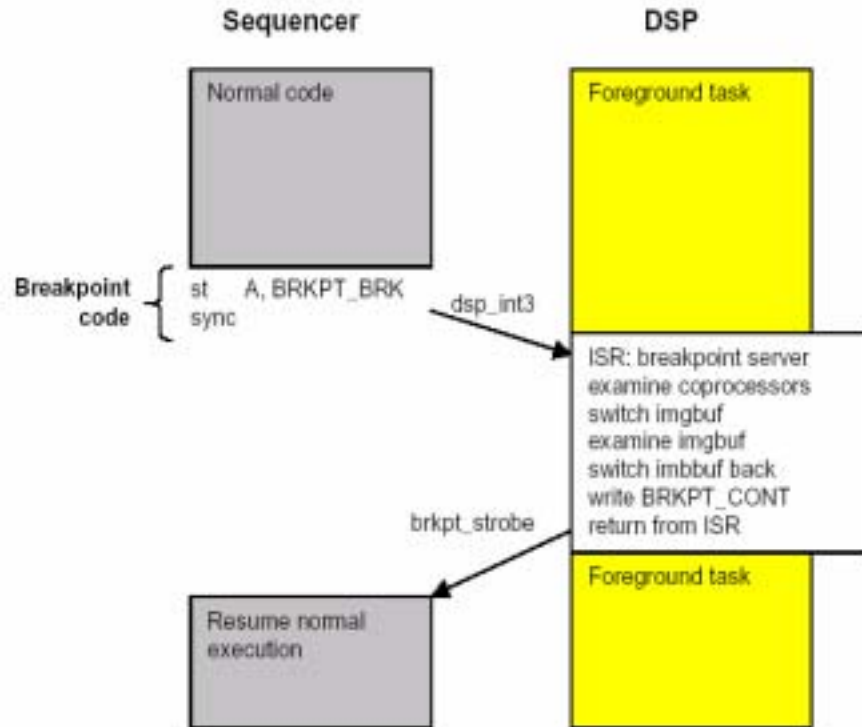 Sequencer
DSP
Normal code
Foreground task
Breakpoint
code
st A, BRKPT_BRK
sync
dsp_int3
ISR: breakpoint server
examine coprocessors
switch imgbuf
examine imgbuf
switch imbbuf back
write BRKPT_CONT
return from ISR
brkpt_strobe
Foreground task
Resume normal
execution